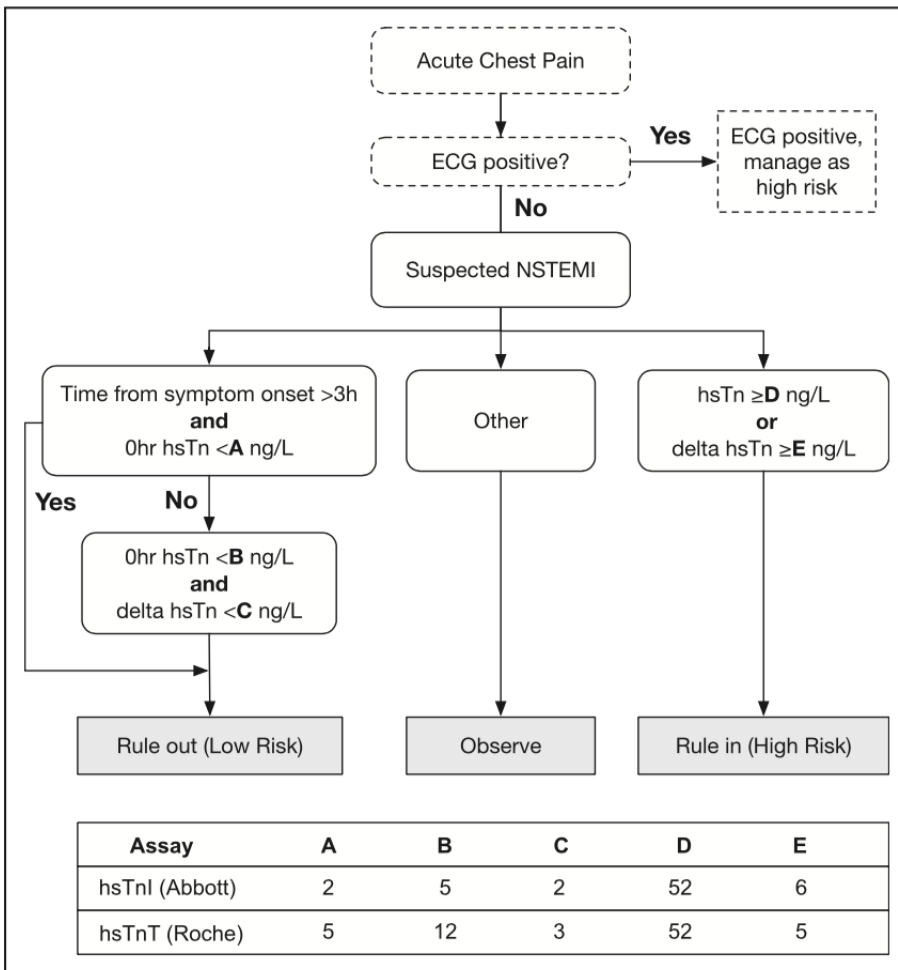 Acute Chest Pain
ECG positive?
Yes
ECG positive,
manage as
high risk
No
Suspected NSTEMI
Time from symptom onset >3h
and
0hr hsTn <A ng/L
Other
hsTn ≥D ng/L
or
delta hsTn ≥E ng/L
Yes
No
0hr hsTn <B ng/L
and
delta hsTn <C ng/L
Rule out (Low Risk)
Observe
Rule in (High Risk)
Assay A B C D E
hsTnI (Abbott) 2 5 2 52 6
hsTnT (Roche) 5 12 3 52 5